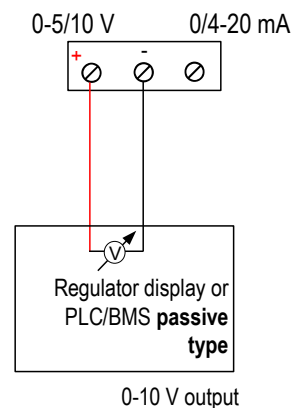 0-5/10 V 0/4-20 mA
+ -
V
Regulator display or
PLC/BMS passive
type
0-10 V output